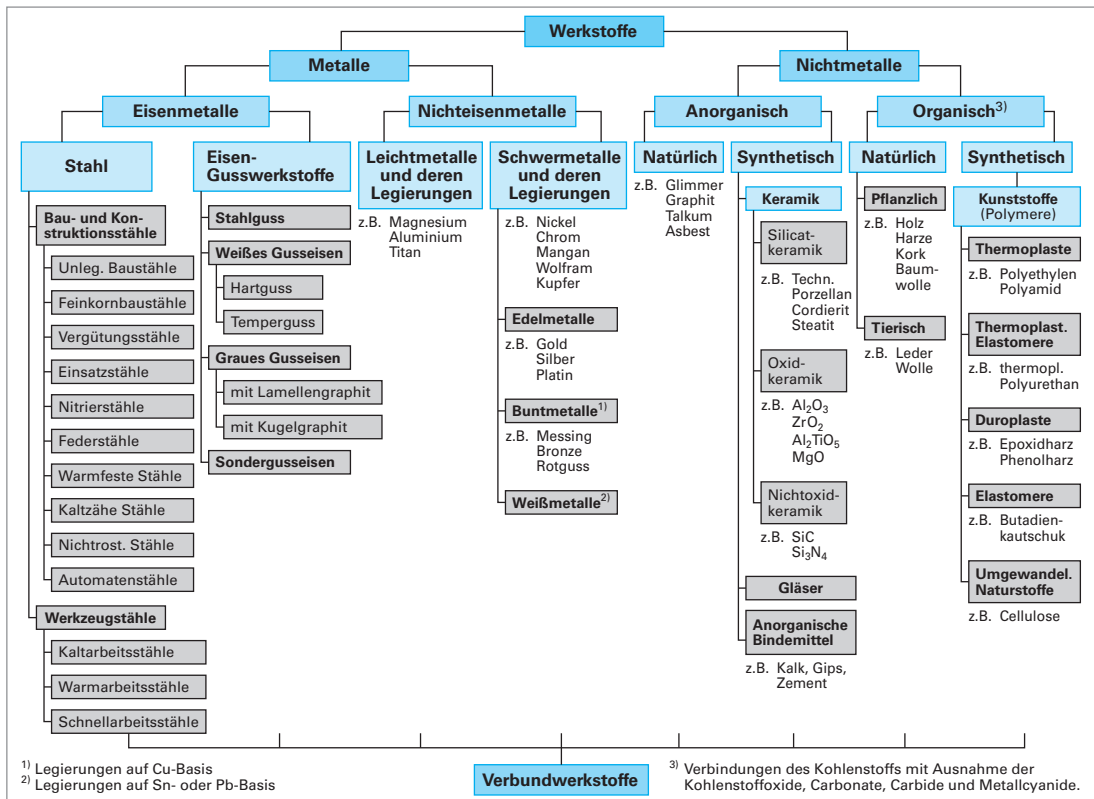 Werkstoffe
Metalle
Nichtmetalle
Eisenmetalle
Nichteisenmetalle
Anorganisch
Organisch³⁾
Stahl
Bau- und Kon-
struktionsstähle
Unleg. Baustähle
Feinkornbaustähle
Vergütungsstähle
Einsatzstähle
Nitrierstähle
Federstähle
Warmfeste Stähle
Kaltzähe Stähle
Nichtrost. Stähle
Automatenstähle
Werkzeugstähle
Kaltarbeitsstähle
Warmarbeitsstähle
Schnellarbeitsstähle
Eisen-
Gusswerkstoffe
Stahlguss
Weißes Gusseisen
Hartguss
Temperguss
Graues Gusseisen
mit Lamellengraphit
mit Kugelgraphit
Sondergusseisen
Leichtmetalle
und deren
Legierungen
z.B. Magnesium
Aluminium
Titan
Schwermetalle
und deren
Legierungen
z.B. Nickel
Chrom
Mangan
Wolfram
Kupfer
Edelmetalle
z.B. Gold
Silber
Platin
Buntmetalle¹⁾
z.B. Messing
Bronze
Rotguss
Weißmetalle²⁾
Natürlich
z.B. Glimmer
Graphit
Talkum
Asbest
Synthetisch
Keramik
Silicat-
keramik
z.B. Techn.
Porzellan
Cordierit
Steatit
Oxid-
keramik
z.B. Al₂O₃
ZrO₂
Al₂TiO₅
MgO
Nichtoxid-
keramik
z.B. SiC
Si₃N₄
Gläser
Anorganische
Bindemittel
z.B. Kalk, Gips,
Zement
Natürlich
Pflanzlich
z.B. Holz
Harze
Kork
Baum-
wolle
Tierisch
z.B. Leder
Wolle
Synthetisch
Kunststoffe
(Polymere)
Thermoplaste
z.B. Polyethylen
Polyamid
Thermoplast.
Elastomere
z.B. thermopl.
Polyurethan
Duroplaste
z.B. Epoxidharz
Phenolharz
Elastomere
z.B. Butadien-
kautschuk
Umgewandel.
Naturstoffe
z.B. Cellulose
Verbundwerkstoffe
¹⁾ Legierungen auf Cu-Basis
²⁾ Legierungen auf Sn- oder Pb-Basis
³⁾ Verbindungen des Kohlenstoffs mit Ausnahme der
Kohlenstoffoxide, Carbonate, Carbide und Metallcyanide.